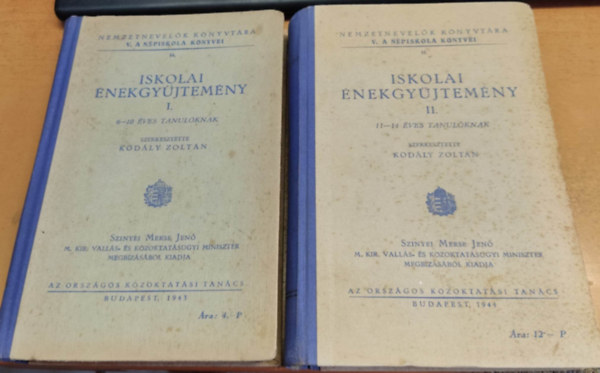 NEMZETNEVELŐK KÖNYVTÁRA
V. A NÉPISKOLA KÖNYVEI
ISKOLAI
ÉNEKGYŰJTEMÉNY
I.
6—10 ÉVES TANULÓKNAK
SZERKESZTETTE
KODÁLY ZOLTÁN
SZINYEI MERSE JENŐ
M. KIR. VALLÁS- ÉS KÖZOKTATÁSÜGYI MINISZTER
MEGBÍZÁSÁBÓL KIADJA
AZ ORSZÁGOS KÖZOKTATÁSI TANÁCS
BUDAPEST, 1943
Ára: P
NEMZETNEVELŐK KÖNYVTÁRA
V. A NÉPISKOLA KÖNYVEI
ISKOLAI
ÉNEKGYŰJTEMÉNY
II.
11—14 ÉVES TANULÓKNAK
SZERKESZTETTE
KODÁLY ZOLTÁN
SZINYEI MERSE JENŐ
M. KIR. VALLÁS- ÉS KÖZOKTATÁSÜGYI MINISZTER
MEGBÍZÁSÁBÓL KIADJA
AZ ORSZÁGOS KÖZOKTATÁSI TANÁCS
BUDAPEST,
Ára: 12·— P